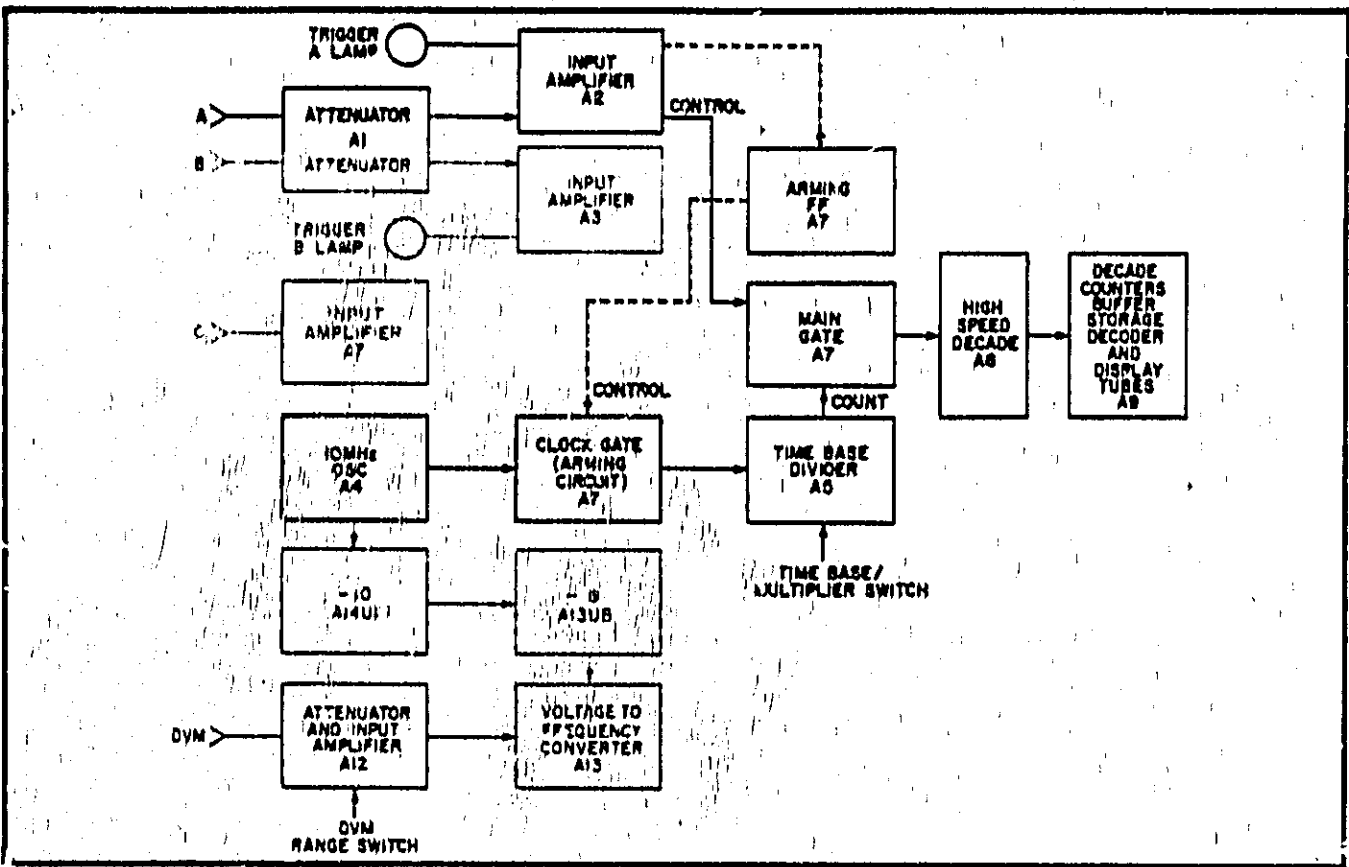 TRIGGER
A LAMP
INPUT
AMPLIFIER
A2
CONTROL
A
ATTENUATOR
A1
B
ATTENUATOR
INPUT
AMPLIFIER
A3
ARMING
FF
A7
TRIGGER
B LAMP
C
INPUT
AMPLIFIER
A7
MAIN
GATE
A7
HIGH
SPEED
DECADE
DECADE
COUNTERS
BUFFER
STORAGE
DECODER
AND
DISPLAY
TUBES
CONTROL
COUNT
10MHz
OSC
A4
CLOCK GATE
(ARMING
CIRCUIT)
A7
TIME BASE
DIVIDER
TIME BASE/
MULTIPLIER SWITCH
A14U1
DVM
ATTENUATOR
AND INPUT
AMPLIFIER
A12
VOLTAGE TO
FREQUENCY
CONVERTER
A13
DVM
RANGE SWITCH